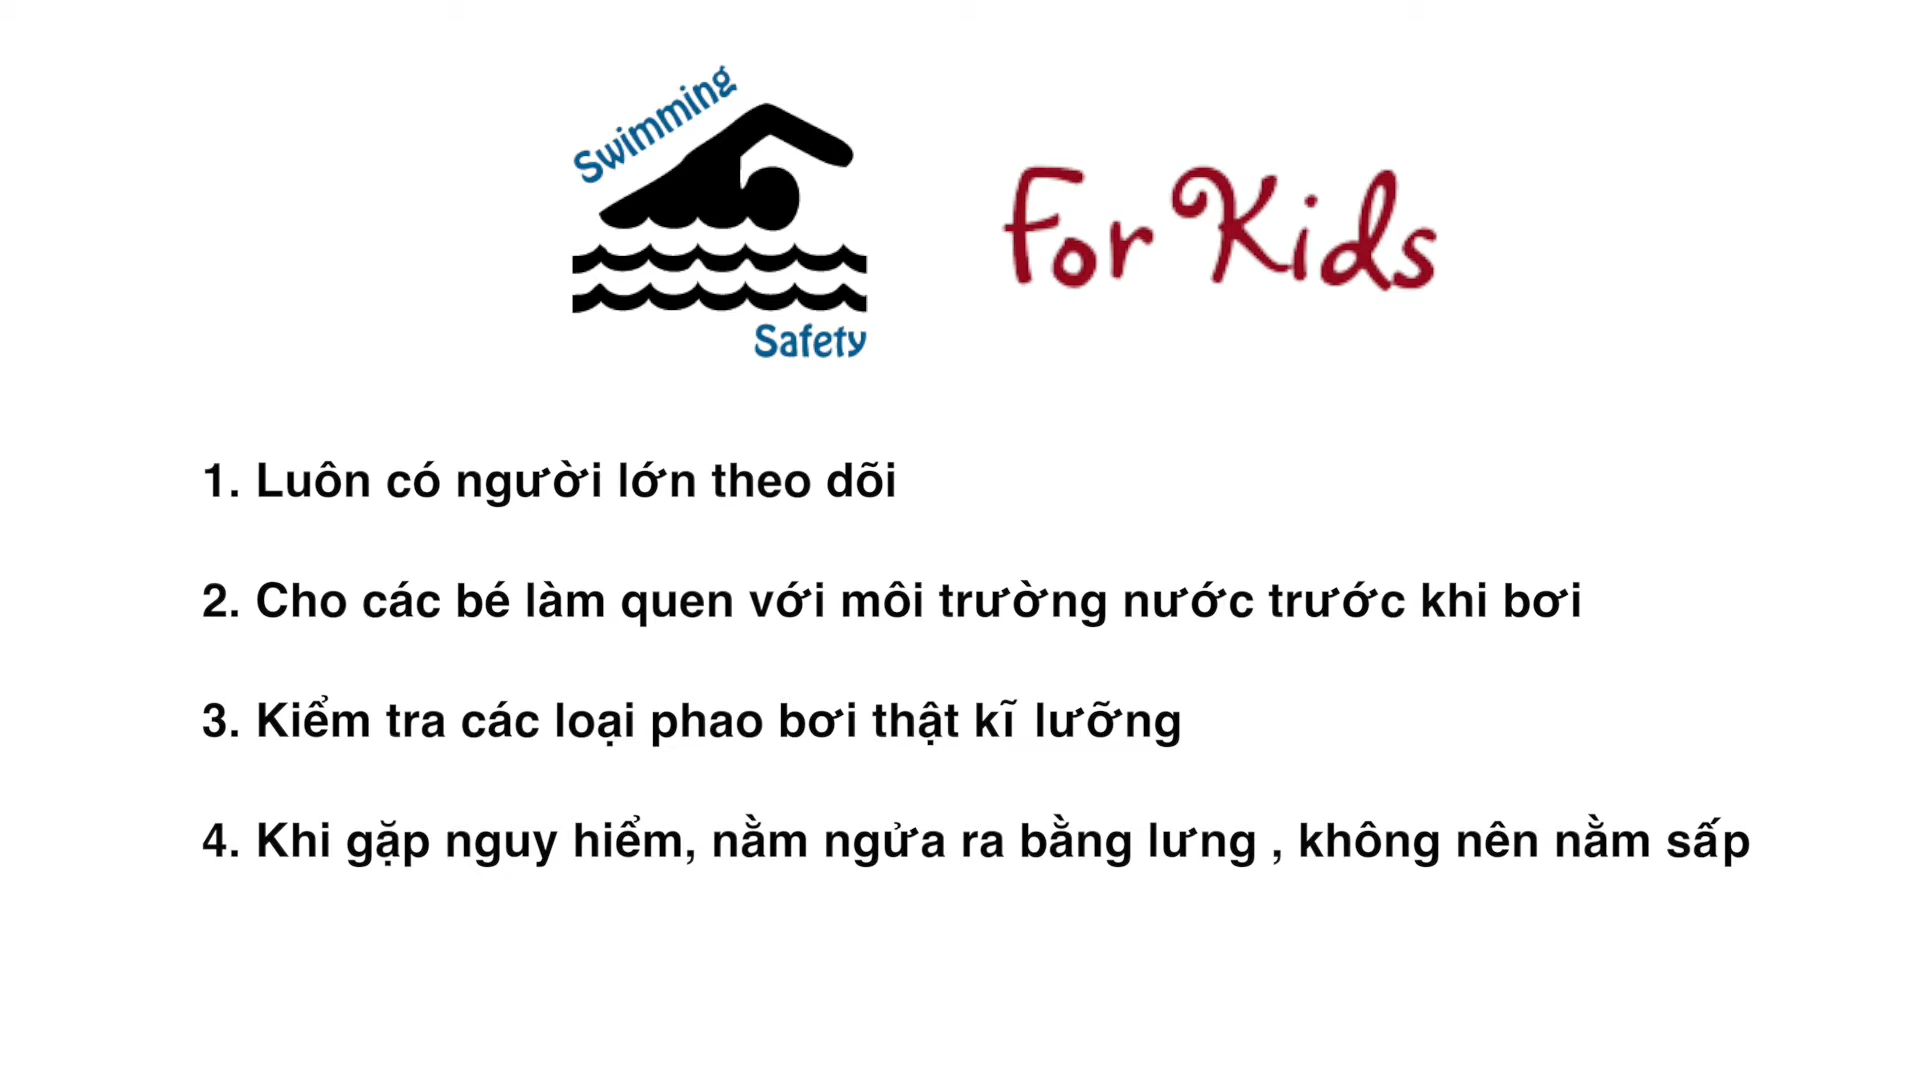 Swimming
Safety
For Kids
1. Luôn có người lớn theo dõi
2. Cho các bé làm quen với môi trường nước trước khi bơi
3. Kiểm tra các loại phao bơi thật kĩ lưỡng
4. Khi gặp nguy hiểm, nằm ngửa ra bằng lưng , không nên nằm sấp